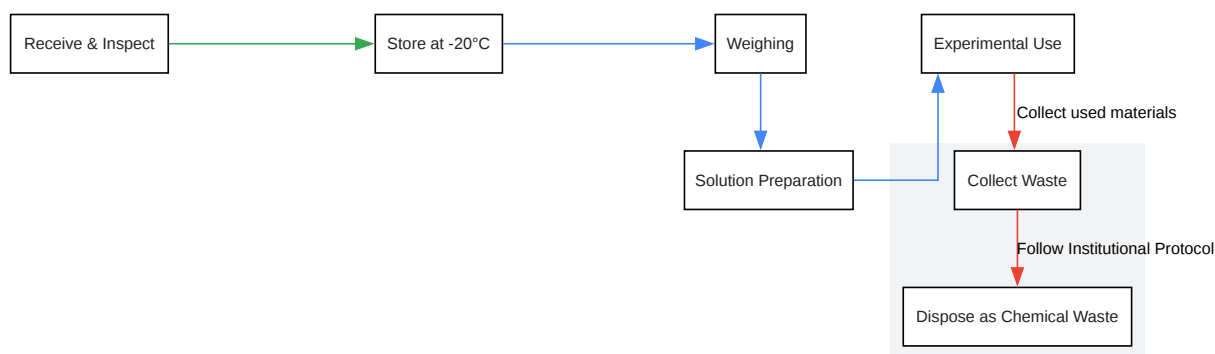 Receive & Inspect
Store at -20°C
Weighing
Experimental Use
Collect used materials
Solution Preparation
Collect Waste
Follow Institutional Protocol
Dispose as Chemical Waste